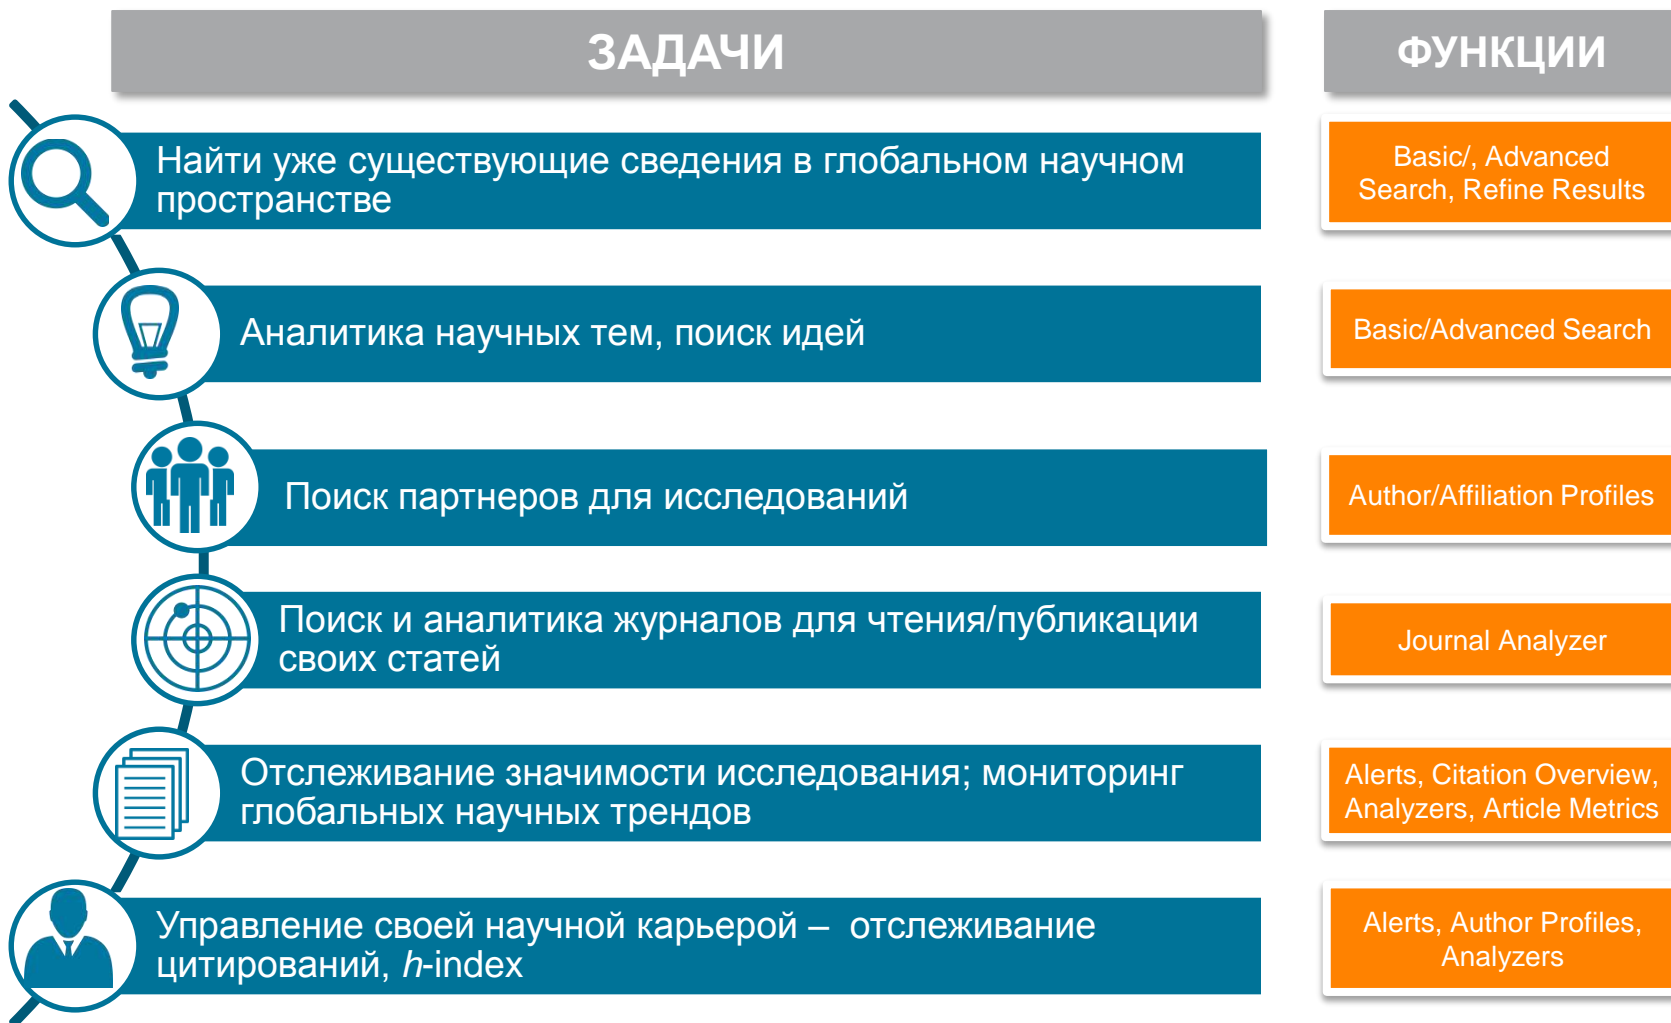 ЗАДАЧИ
ФУНКЦИИ
Найти уже существующие сведения в глобальном научном
пространстве
Basic/, Advanced
Search, Refine Results
Аналитика научных тем, поиск идей
Basic/Advanced Search
Поиск партнеров для исследований
Author/Affiliation Profiles
Поиск и аналитика журналов для чтения/публикации
своих статей
Journal Analyzer
Отслеживание значимости исследования; мониторинг
глобальных научных трендов
Alerts, Citation Overview,
Analyzers, Article Metrics
Управление своей научной карьерой – отслеживание
цитирований, h-index
Alerts, Author Profiles,
Analyzers